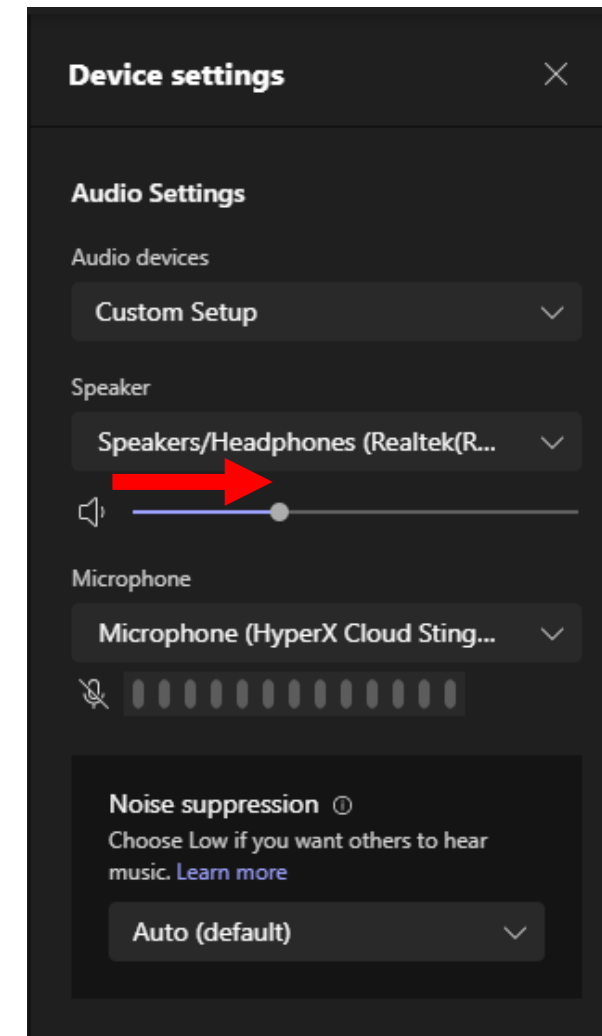 Device settings
Audio Settings
Audio devices
Custom Setup
Speaker
Speakers/Headphones (Realtek(R...
Microphone
Microphone (HyperX Cloud Sting...
Noise suppression
Choose Low if you want others to hear
music. Learn more
Auto (default)